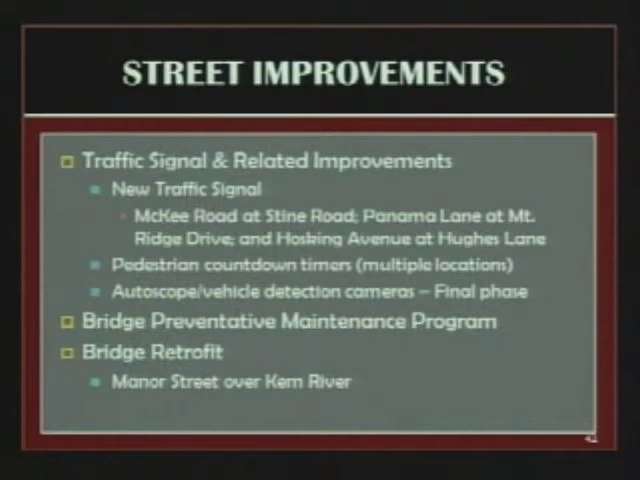 STREET IMPROVEMENTS
Traffic Signal & Related Improvements
New Traffic Signal
McKee Road at Stine Road; Panama Lane at Mt.
Ridge Drive; and Hosking Avenue at Hughes Lane
Pedestrian countdown timers (multiple locations)
Autoscope/vehicle detection cameras – Final phase
Bridge Preventative Maintenance Program
Bridge Retrofit
Manor Street over Kern River